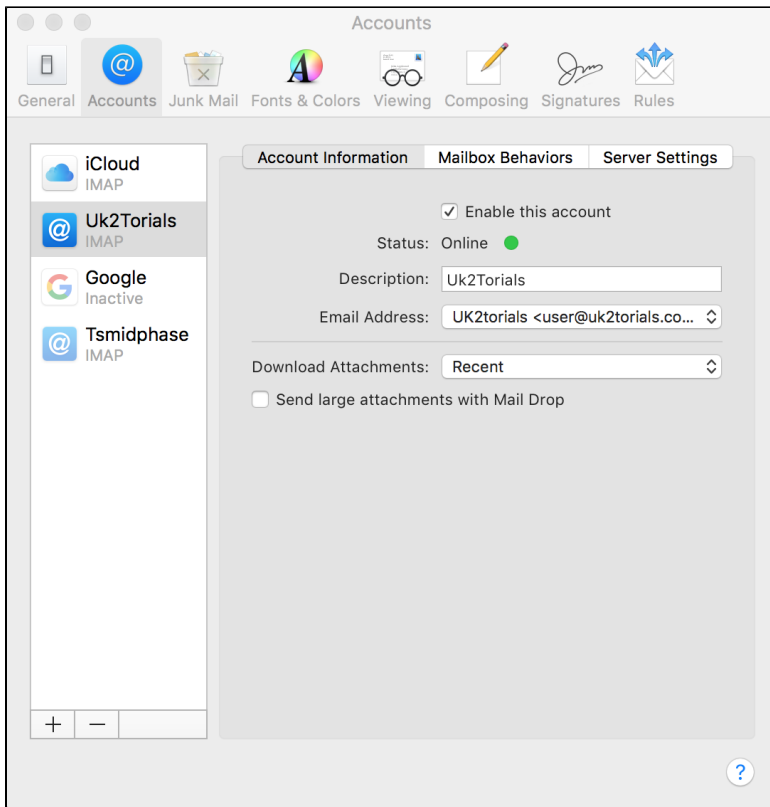 Accounts
General Accounts Junk Mail Fonts & Colors Viewing Composing Signatures Rules
iCloud
IMAP
Uk2Torials
IMAP
Google
Inactive
Tsmidphase
IMAP
Account Information Mailbox Behaviors Server Settings
Enable this account
Status: Online
Description: Uk2Torials
Email Address: UK2torials <user@uk2torials.co...
Download Attachments: Recent
Send large attachments with Mail Drop
+ −
?